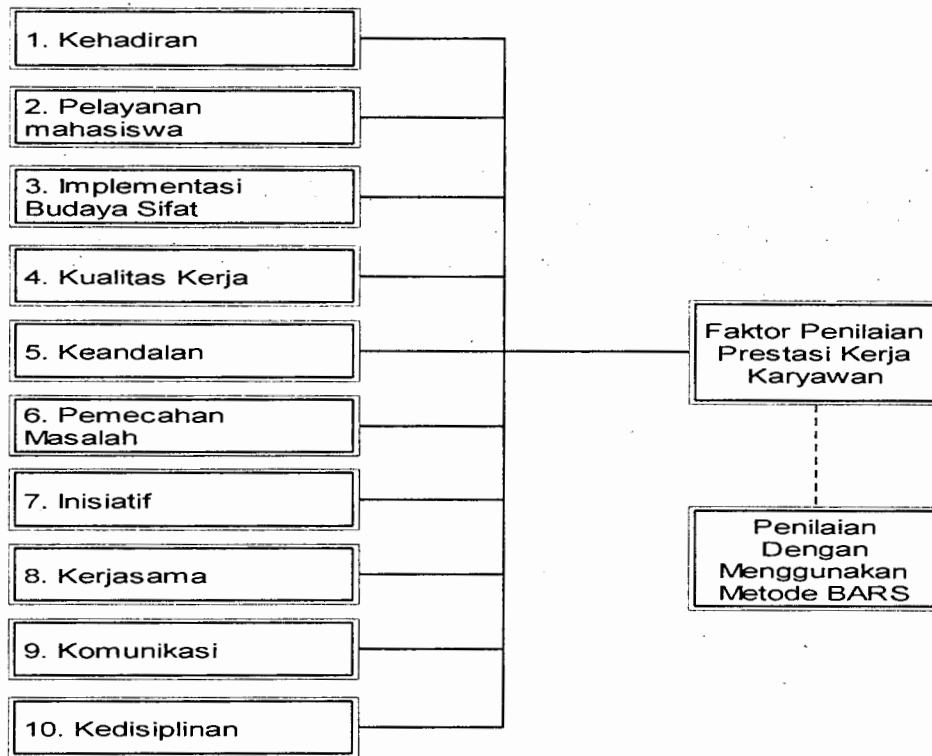 1. Kehadiran
2. Pelayanan
mahasiswa
3. Implementasi
Budaya Sifat
4. Kualitas Kerja
5. Keandalan
6. Pemecahan
Masalah
7. Inisiatif
8. Kerjasama
9. Komunikasi
10. Kedisiplinan
Faktor Penilaian
Prestasi Kerja
Karyawan
Penilaian
Dengan
Menggunakan
Metode BARS